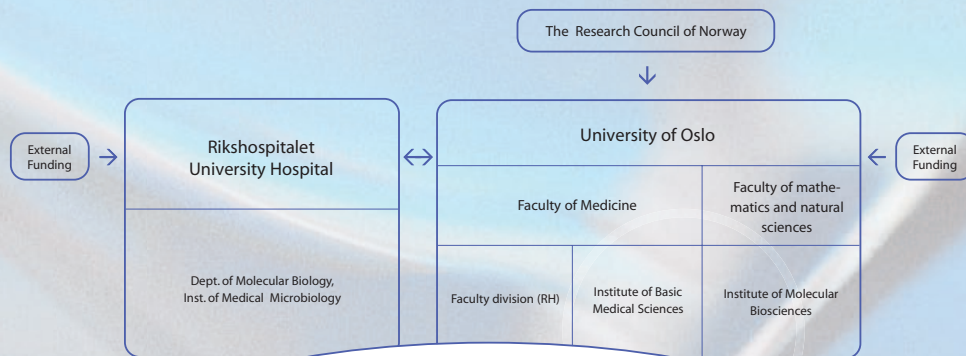 The Research Council of Norway
External
Funding
Rikshospitalet
University Hospital
University of Oslo
External
Funding
Faculty of Medicine
Faculty of mathe-
matics and natural
sciences
Dept. of Molecular Biology,
Inst. of Medical Microbiology
Faculty division (RH)
Institute of Basic
Medical Sciences
Institute of Molecular
Biosciences